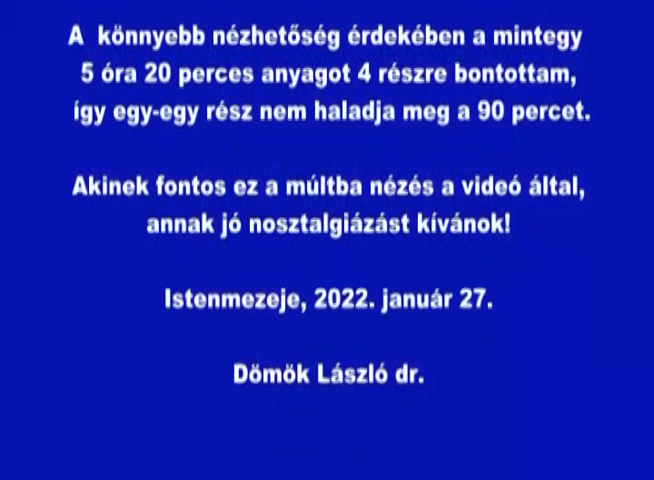 A könnyebb nézhetőség érdekében a mintegy
5 óra 20 perces anyagot 4 részre bontottam,
így egy-egy rész nem haladja meg a 90 percet.
Akinek fontos ez a múltba nézés a videó által,
annak jó nosztalgiázást kívánok!
Istenmezeje, 2022. január 27.
Dömök László dr.